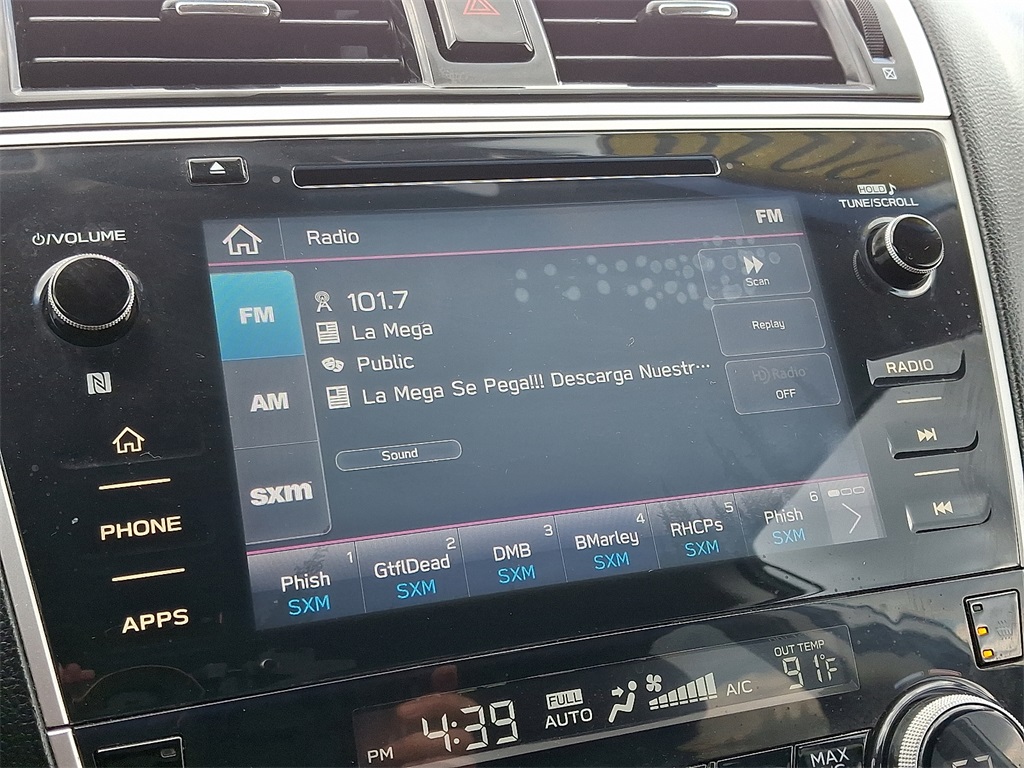 HOLD
TUNE/SCROLL
⏻/VOLUME
Radio
FM
FM
101.7
Scan
La Mega
Replay
Public
La Mega Se Pega!!! Descarga Nuestr···
HD Radio
OFF
RADIO
AM
Sound
sxm
PHONE
APPS
Phish 1
SXM
GtflDead 2
SXM
DMB 3
SXM
BMarley 4
SXM
RHCPs 5
SXM
Phish 6
SXM
PM 4:39
FULL
AUTO
A/C
OUT TEMP
91°F
MAX